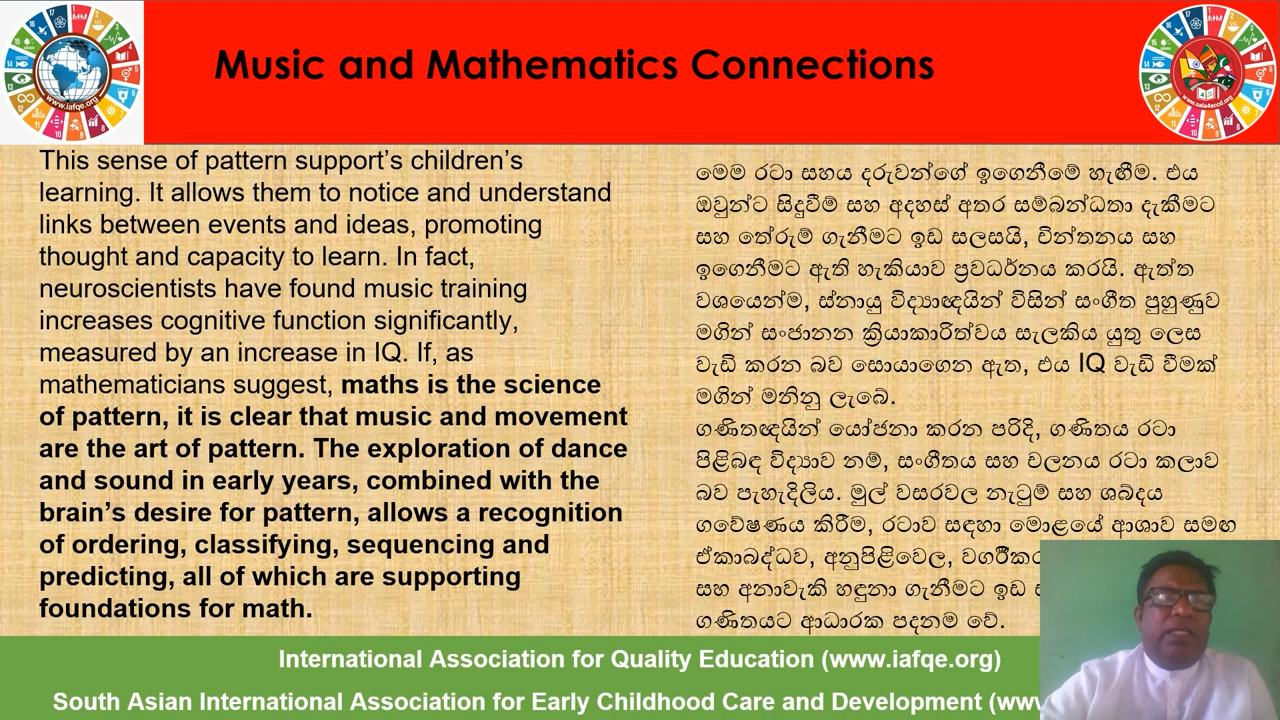 Music and Mathematics Connections
This sense of pattern support's children's
learning. It allows them to notice and understand
links between events and ideas, promoting
thought and capacity to learn. In fact,
neuroscientists have found music training
increases cognitive function significantly,
measured by an increase in IQ. If, as
mathematicians suggest, maths is the science
of pattern, it is clear that music and movement
are the art of pattern. The exploration of dance
and sound in early years, combined with the
brain's desire for pattern, allows a recognition
of ordering, classifying, sequencing and
predicting, all of which are supporting
foundations for math.
මෙම රටා සහය දරුවන්ගේ ඉගෙනීමේ හැඟීම. එය
ඔවුන්ට සිදුවීම් සහ අදහස් අතර සම්බන්ධතා දැකීමට
සහ තේරුම් ගැනීමට ඉඩ සලසයි, චින්තනය සහ
ඉගෙනීමට ඇති හැකියාව ප්‍රවර්ධනය කරයි. ඇත්ත
වශයෙන්ම, ස්නායු විද්‍යාඥයින් විසින් සංගීත පුහුණුව
මගින් සංජානන ක්‍රියාකාරිත්වය සැලකිය යුතු ලෙස
වැඩි කරන බව සොයාගෙන ඇත, එය IQ වැඩි වීමක්
මගින් මනිනු ලැබේ.
ගණිතඥයින් යෝජනා කරන පරිදි, ගණිතය රටා
පිළිබඳ විද්‍යාව නම්, සංගීතය සහ චලනය රටා කලාව
බව පැහැදිලිය. මුල් වසරවල නැටුම් සහ ශබ්දය
ගවේෂණය කිරීම, රටාව සඳහා මොළයේ ආශාව සමඟ
ඒකාබද්ධව, අනුපිළිවෙල,
සහ අනාවැකි හඳුනා ගැනීමට ඉඩ
ගණිතයට ආධාරක පදනම වේ.
International Association for Quality Education (www.iafqe.org)
South Asian International Association for Early Childhood Care and Development (www
www.iafqe.org